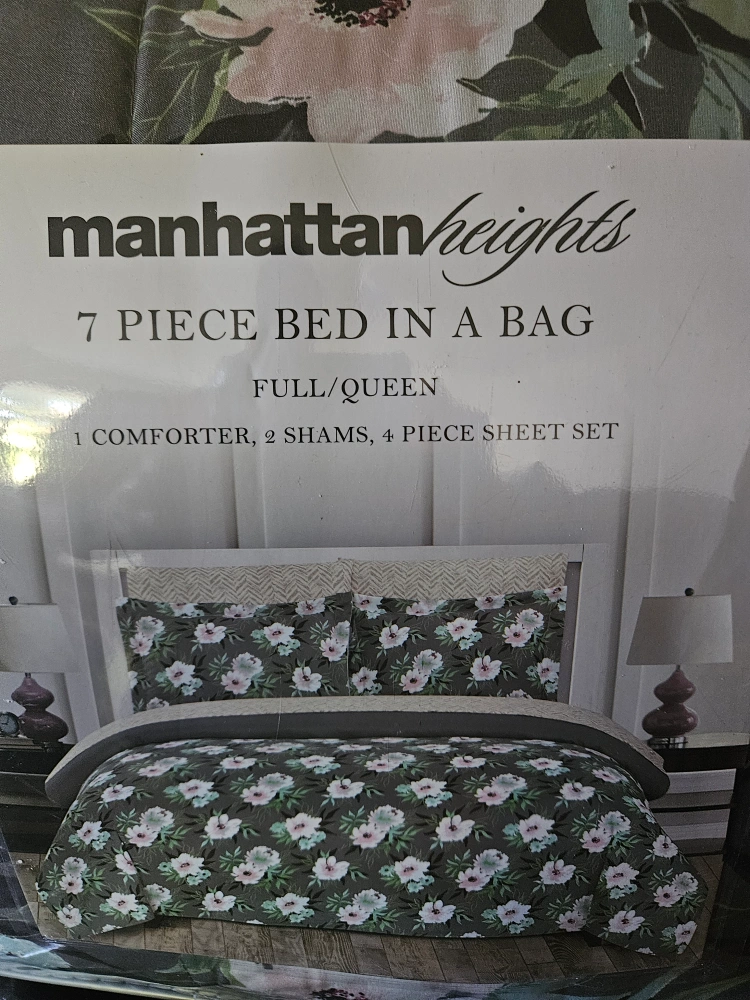 manhattanheights
7 PIECE BED IN A BAG
FULL/QUEEN
1 COMFORTER, 2 SHAMS, 4 PIECE SHEET SET